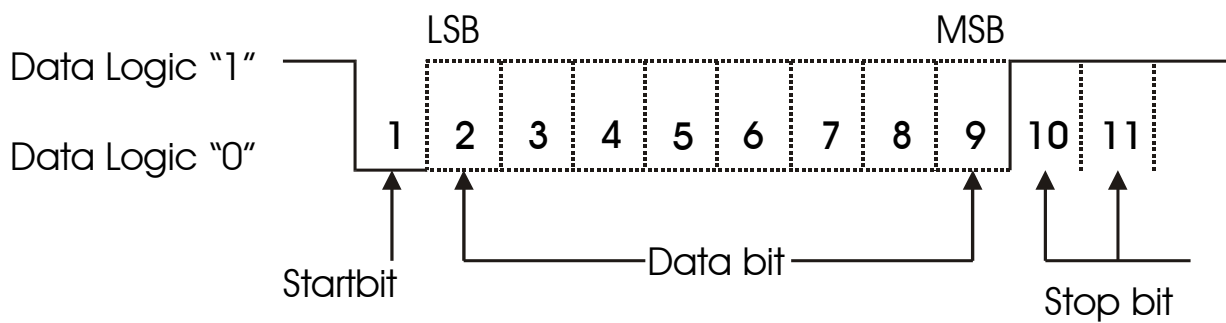 LSB MSB
Data Logic “1”
1 2 3 4 5 6 7 8 9 10 11
Data Logic “0”
Data bit
Startbit
Stop bit